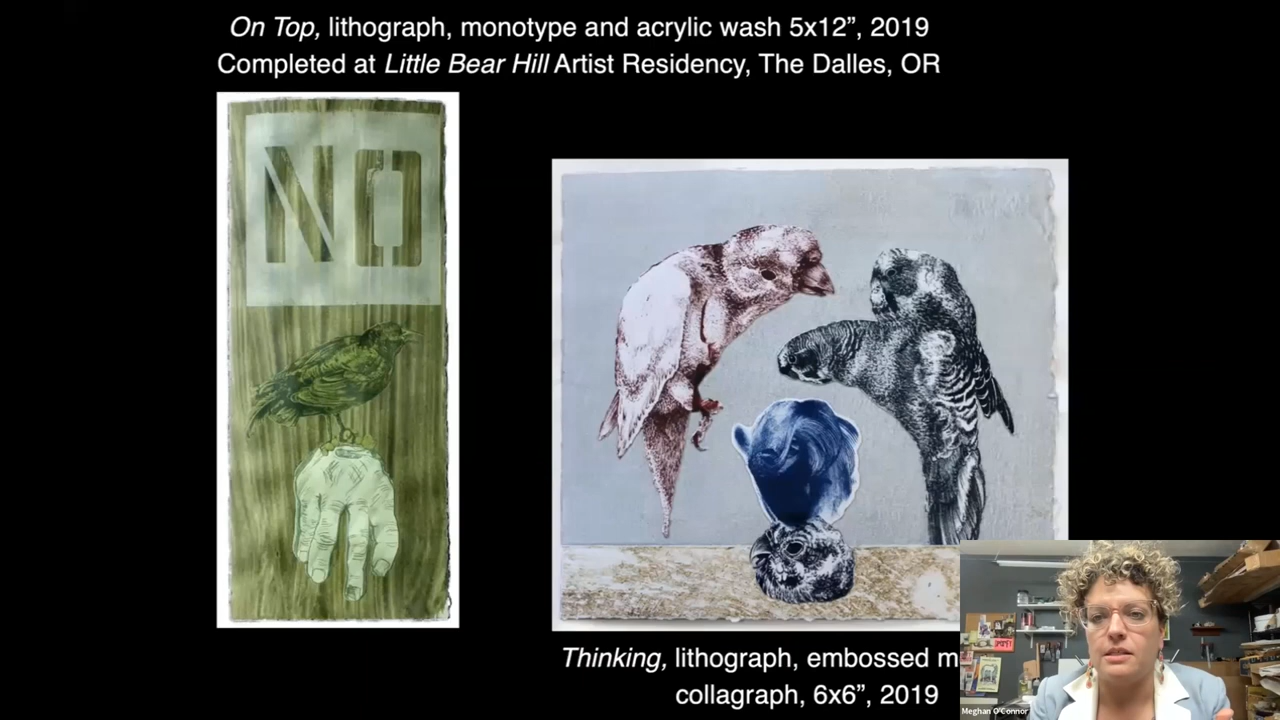 On Top, lithograph, monotype and acrylic wash 5x12”, 2019
Completed at Little Bear Hill Artist Residency, The Dalles, OR
NO
Thinking, lithograph, embossed m
collagraph, 6x6”, 2019
Meghan O'Connor